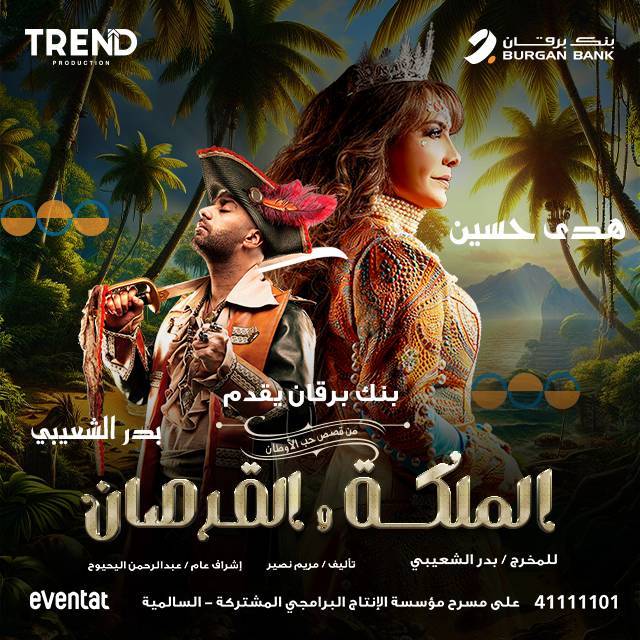 TREND
PRODUCTION
بنك برقان
BURGAN BANK
هدى حسين
بنك برقان يقدم
بدر الشعيبي
من قصص حب الأوطان
الملكة و القرصان
للمخرج / بدر الشعيبي
تأليف / مريم نصير
إشراف عام / عبدالرحمن اليحيوح
eventat
على مسرح مؤسسة الإنتاج البرامجي المشتركة – السالمية
41111101